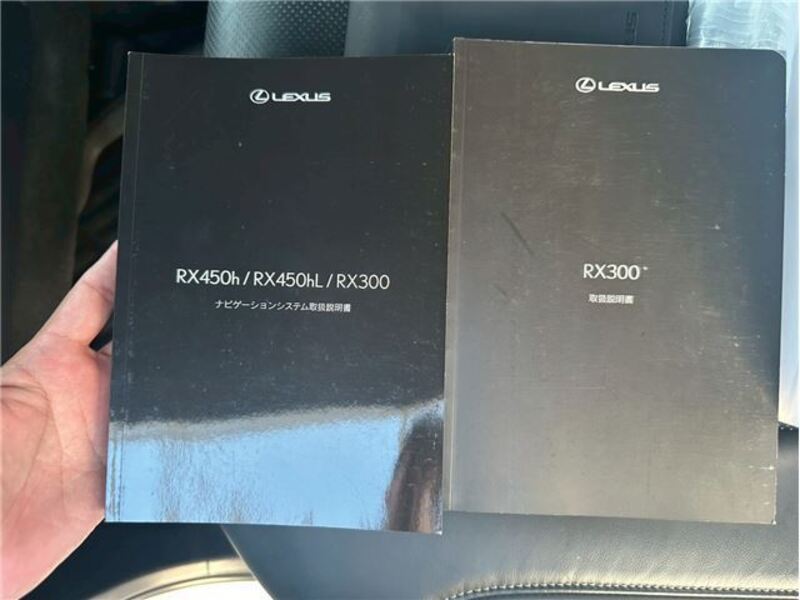 LEXUS
RX450h / RX450hL / RX300
ナビゲーションシステム取扱説明書
LEXUS
RX300
取扱説明書